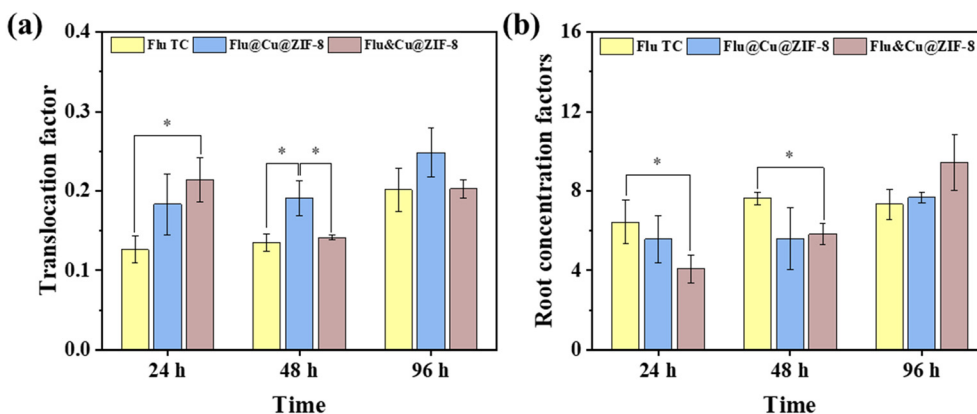 (a)
Flu TC Flu@Cu@ZIF-8 Flu&Cu@ZIF-8
0.4
0.3
0.2
0.1
0.0
Translocation factor
* * *
24 h 48 h 96 h
Time
(b)
Flu TC Flu@Cu@ZIF-8 Flu&Cu@ZIF-8
16
12
8
4
0
Root concentration factors
* *
24 h 48 h 96 h
Time